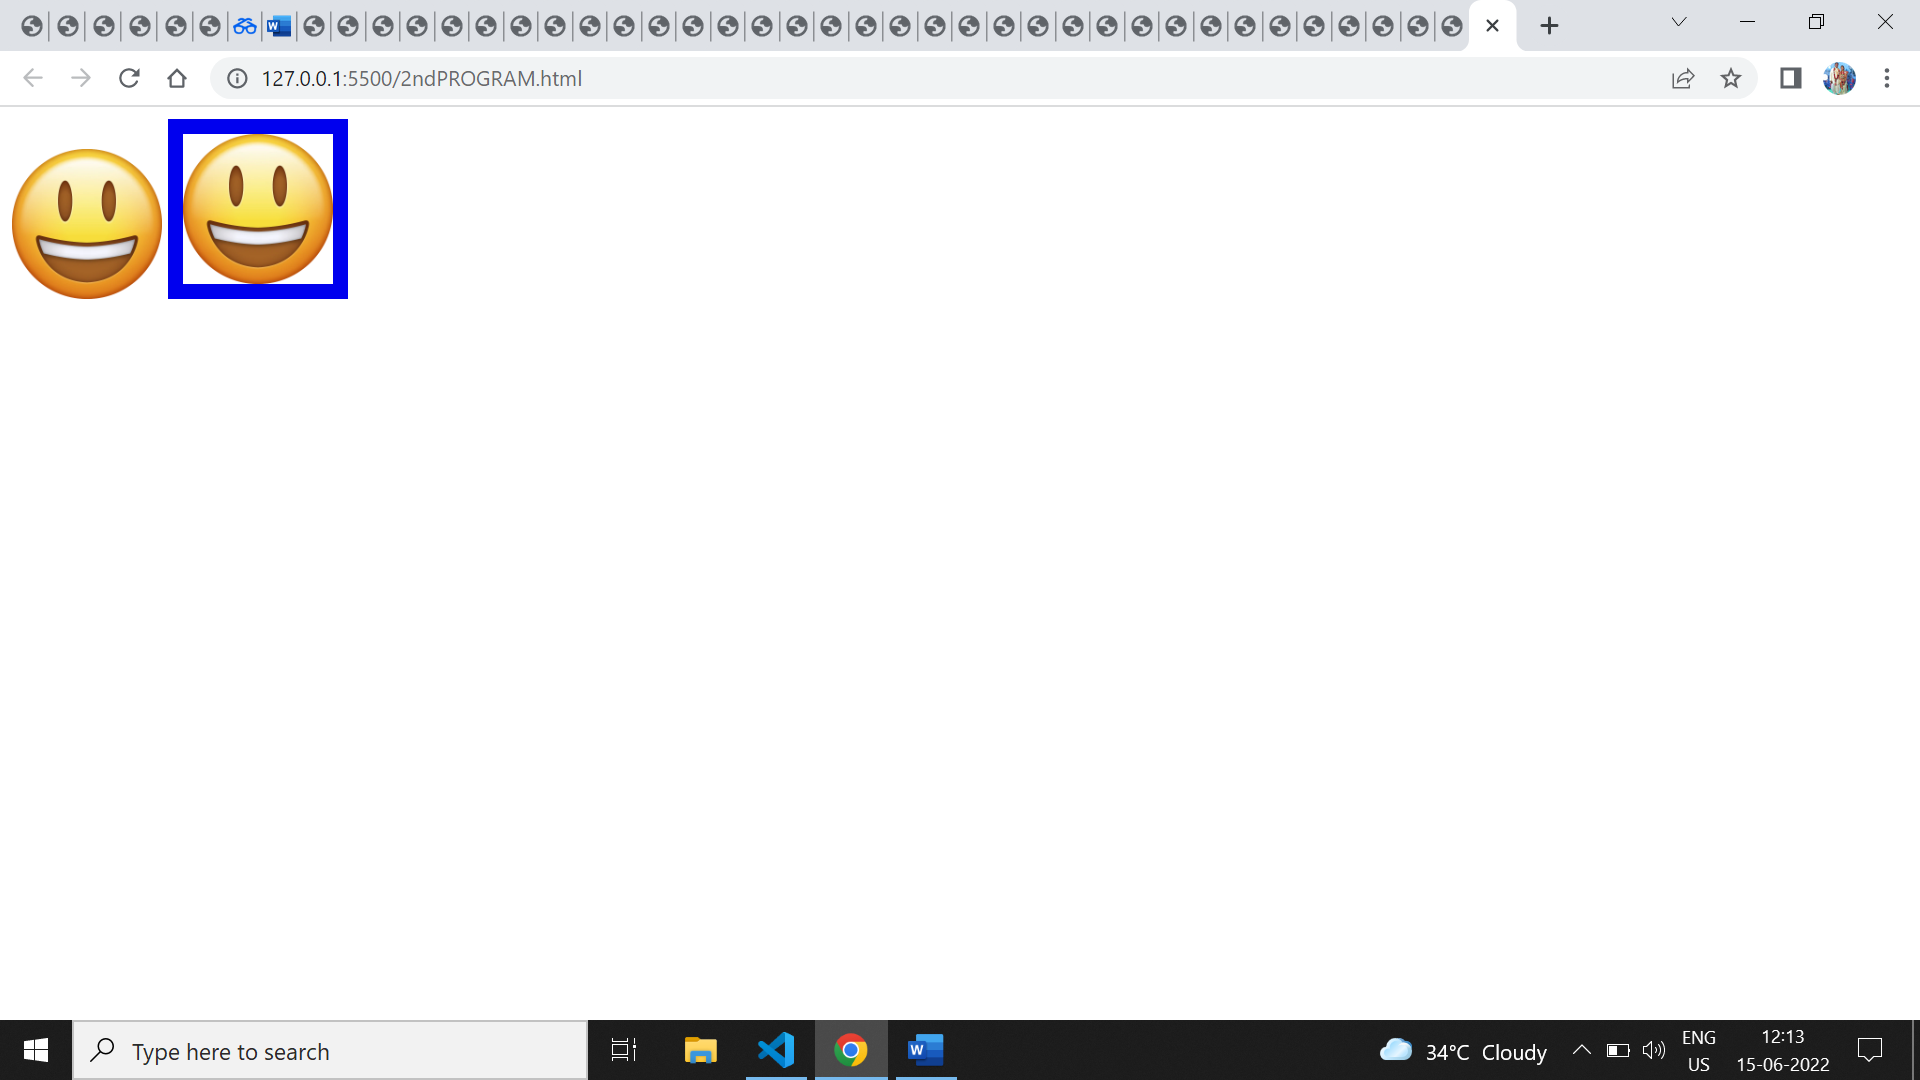 127.0.0.1:5500/2ndPROGRAM.html
Type here to search
34°C Cloudy
ENG
US
12:13
15-06-2022